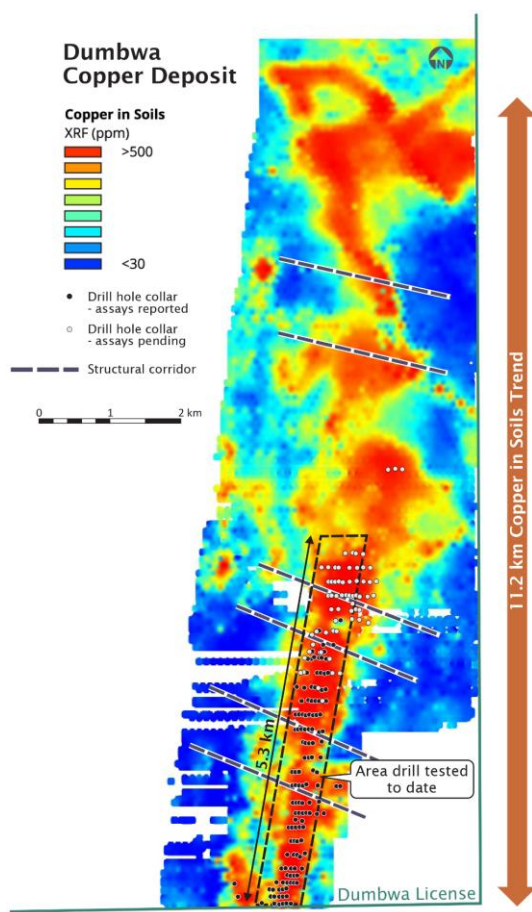 Dumbwa
Copper Deposit
N
Copper in Soils
XRF (ppm)
>500
<30
Drill hole collar
- assays reported
Drill hole collar
- assays pending
Structural corridor
0 1 2 km
11.2 km Copper in Soils Trend
5.3 km
Area drill tested
to date
Dumbwa License